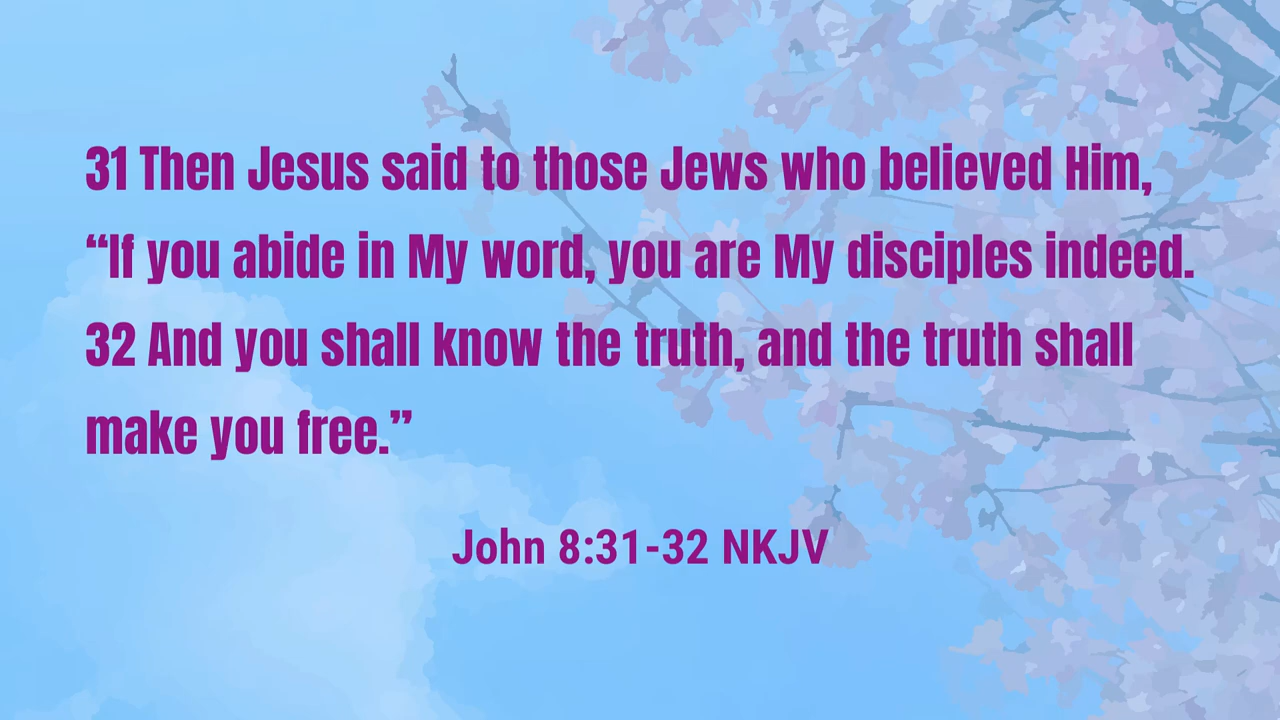 31 Then Jesus said to those Jews who believed Him,
“If you abide in My word, you are My disciples indeed.
32 And you shall know the truth, and the truth shall
make you free.”
John 8:31-32 NKJV